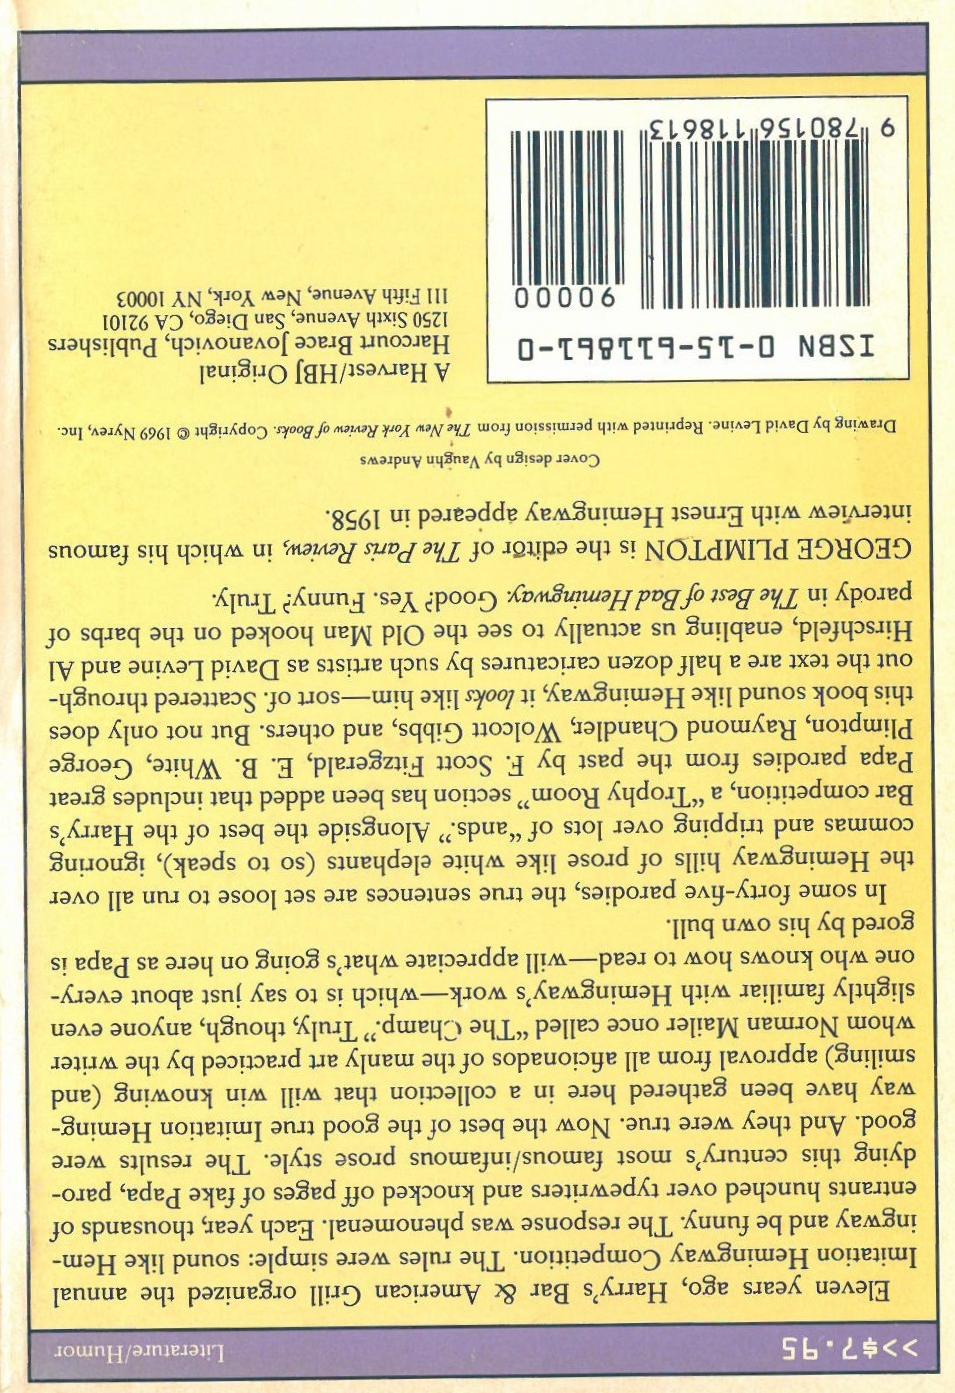 >>$7.95
Literature/Humor
Eleven years ago, Harry's Bar & American Grill organized the annual
Imitation Hemingway Competition. The rules were simple: sound like Hem-
ingway and be funny. The response was phenomenal. Each year, thousands of
entrants hunched over typewriters and knocked off pages of fake Papa, paro-
dying this century's most famous/infamous prose style. The results were
good. And they were true. Now the best of the good true Imitation Heming-
way have been gathered here in a collection that will win knowing (and
smiling) approval from all aficionados of the manly art practiced by the writer
whom Norman Mailer once called "The Champ." Truly, though, anyone even
slightly familiar with Hemingway's work—which is to say just about every-
one who knows how to read—will appreciate what's going on here as Papa is
gored by his own bull.
In some forty-five parodies, the true sentences are set loose to run all over
the Hemingway hills of prose like white elephants (so to speak), ignoring
commas and tripping over lots of "ands." Alongside the best of the Harry's
Bar competition, a "Trophy Room" section has been added that includes great
Papa parodies from the past by F. Scott Fitzgerald, E. B. White, George
Plimpton, Raymond Chandler, Wolcott Gibbs, and others. But not only does
this book sound like Hemingway, it looks like him—sort of. Scattered through-
out the text are a half dozen caricatures by such artists as David Levine and Al
Hirschfeld, enabling us actually to see the Old Man hooked on the barbs of
parody in The Best of Bad Hemingway. Good? Yes. Funny? Truly.
GEORGE PLIMPTON is the editor of The Paris Review, in which his famous
interview with Ernest Hemingway appeared in 1958.
Cover design by Vaughn Andrews
Drawing by David Levine. Reprinted with permission from The New York Review of Books. Copyright © 1969 Nyrev, Inc.
A Harvest/HBJ Original
Harcourt Brace Jovanovich, Publishers
1250 Sixth Avenue, San Diego, CA 92101
111 Fifth Avenue, New York, NY 10003
ISBN 0-15-611861-0
90000
9 780156 118613